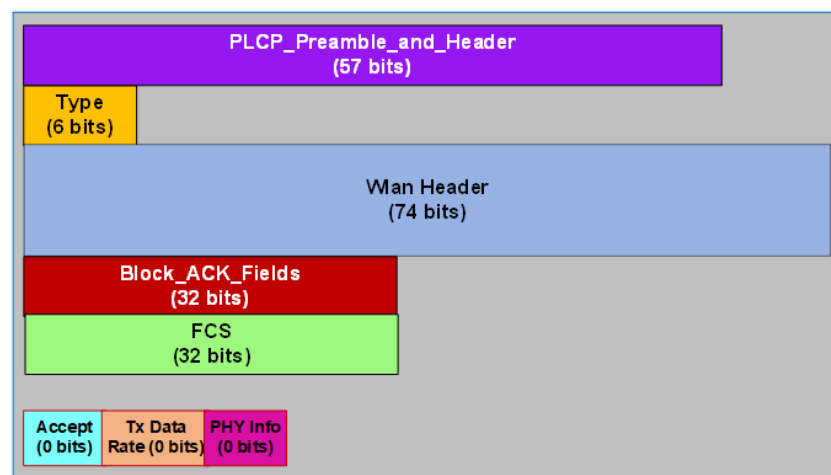 PLCP_Preamble_and_Header
(57 bits)
Type
(6 bits)
Wlan Header
(74 bits)
Block_ACK_Fields
(32 bits)
FCS
(32 bits)
Accept
(0 bits)
Tx Data
Rate (0 bits)
PHY Info
(0 bits)